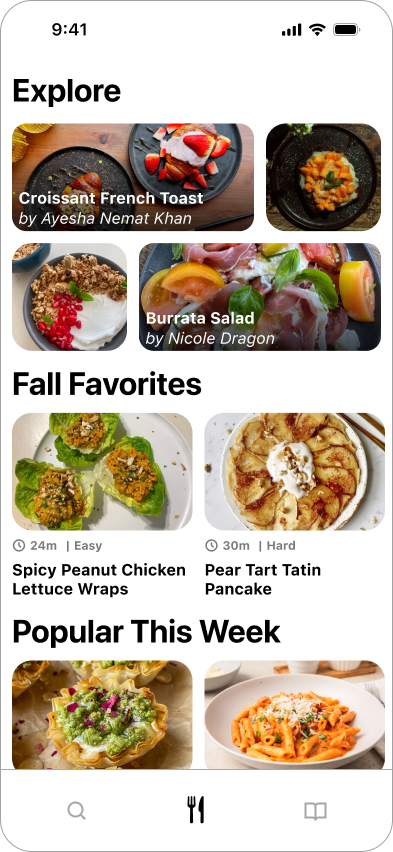 9:41
Explore
Croissant French Toast
by Ayesha Nemat Khan
Burrata Salad
by Nicole Dragon
Fall Favorites
24m | Easy
Spicy Peanut Chicken
Lettuce Wraps
30m | Hard
Pear Tart Tatin
Pancake
Popular This Week